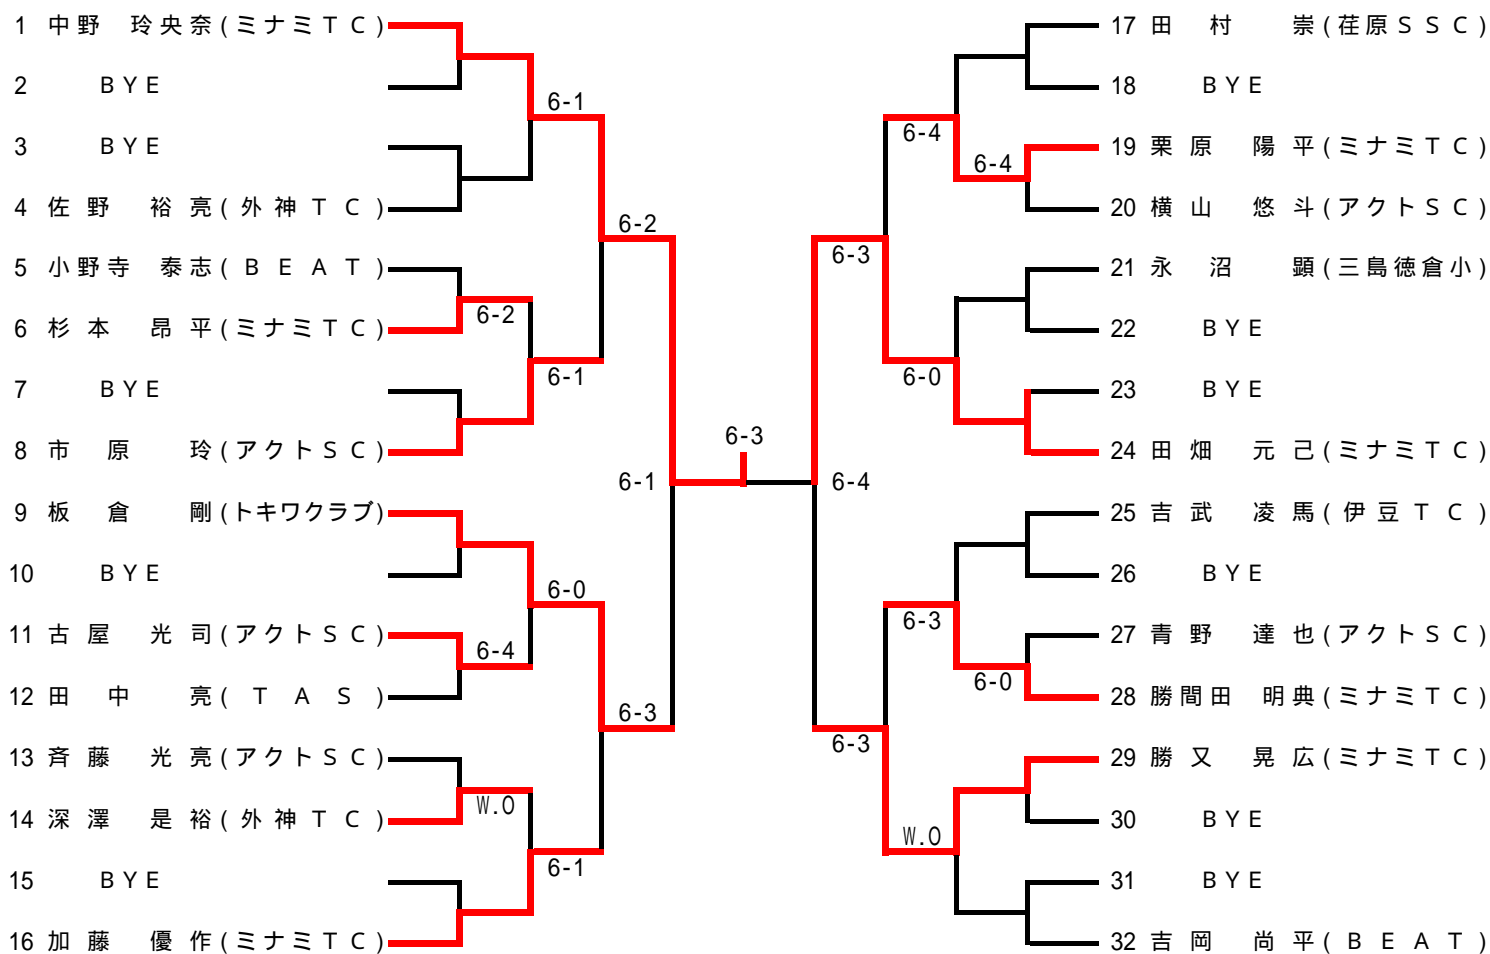 1 中野 玲央奈(ミナミTC)
2 BYE
3 BYE
4 佐野 裕亮(外神TC)
5 小野寺 泰志(BEAT)
6 杉本 昂平(ミナミTC)
7 BYE
8 市原 玲(アクトSC)
9 板倉 剛(トキワクラブ)
10 BYE
11 古屋 光司(アクトSC)
12 田中 亮(TAS)
13 斉藤 光亮(アクトSC)
14 深澤 是裕(外神TC)
15 BYE
16 加藤 優作(ミナミTC)
6-2
6-4
W.O
6-1
6-1
6-0
6-1
6-2
6-3
6-1
6-3
6-4
6-3
6-3
6-4
6-0
6-3
W.O
6-4
6-0
17 田村 崇(荏原SSC)
18 BYE
19 栗原 陽平(ミナミTC)
20 横山 悠斗(アクトSC)
21 永沼 顕(三島徳倉小)
22 BYE
23 BYE
24 田畑 元己(ミナミTC)
25 吉武 凌馬(伊豆TC)
26 BYE
27 青野 達也(アクトSC)
28 勝間田 明典(ミナミTC)
29 勝又 晃広(ミナミTC)
30 BYE
31 BYE
32 吉岡 尚平(BEAT)